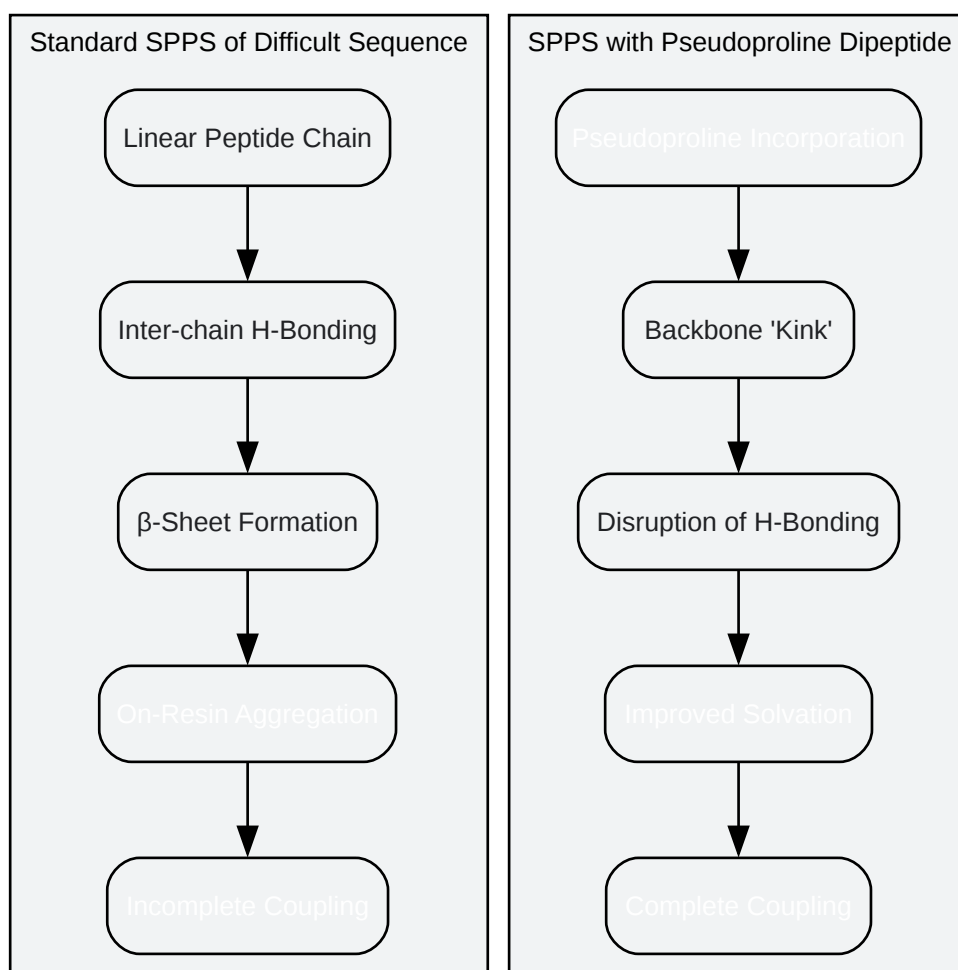 Standard SPPS of Difficult Sequence
Linear Peptide Chain
Inter-chain H-Bonding
β-Sheet Formation
On-Resin Aggregation
Incomplete Coupling
SPPS with Pseudoproline Dipeptide
Pseudoproline Incorporation
Backbone 'Kink'
Disruption of H-Bonding
Improved Solvation
Complete Coupling